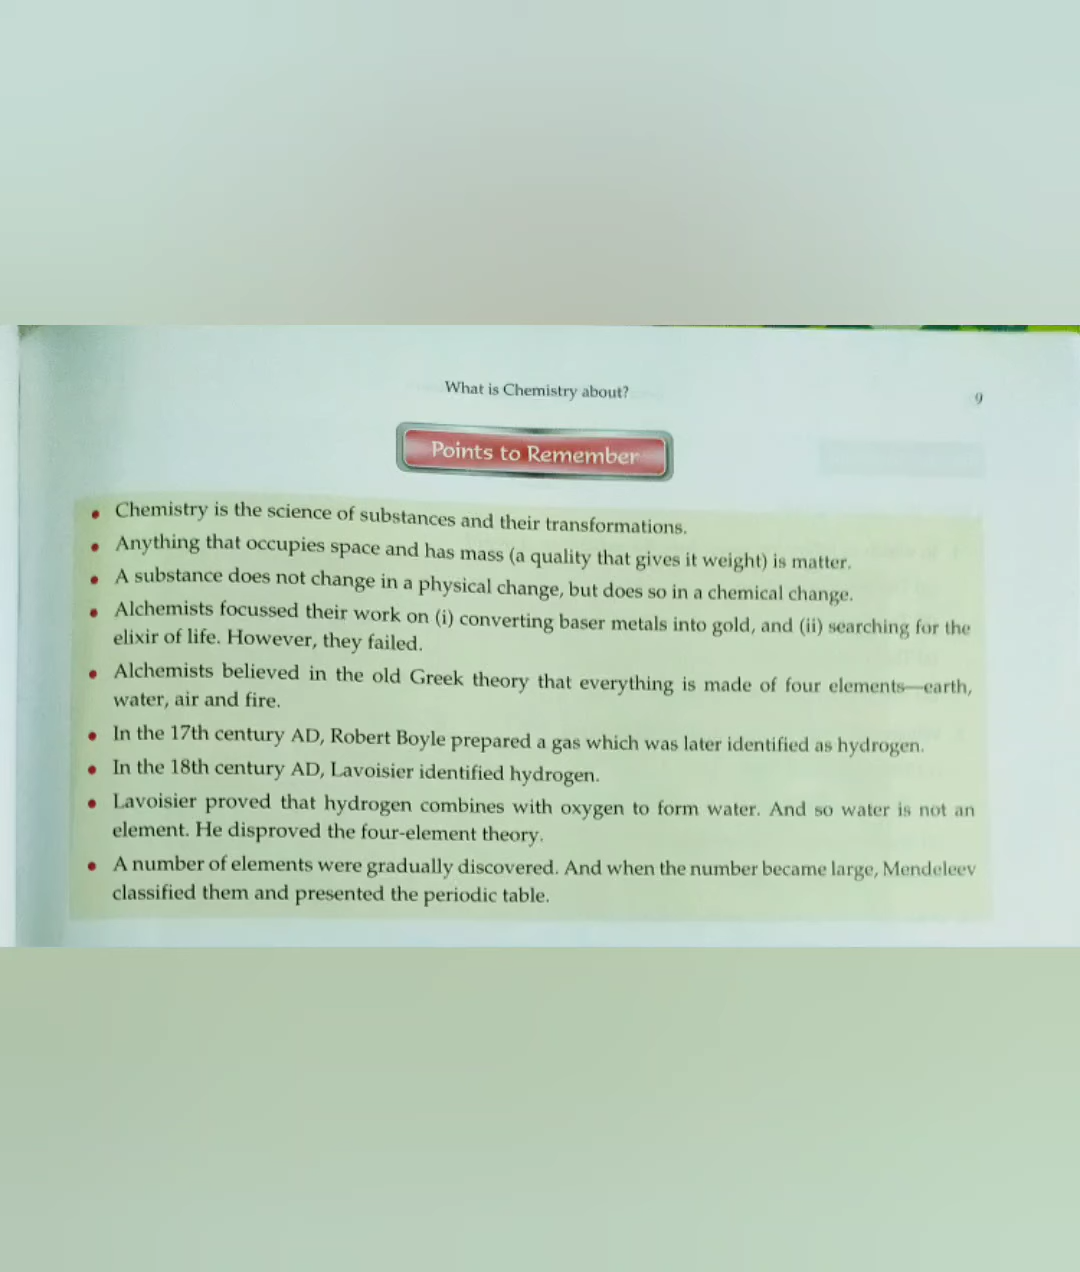 What is Chemistry about?
9
Points to Remember
• Chemistry is the science of substances and their transformations.
• Anything that occupies space and has mass (a quality that gives it weight) is matter.
• A substance does not change in a physical change, but does so in a chemical change.
• Alchemists focussed their work on (i) converting baser metals into gold, and (ii) searching for the
elixir of life. However, they failed.
• Alchemists believed in the old Greek theory that everything is made of four elements—earth,
water, air and fire.
• In the 17th century AD, Robert Boyle prepared a gas which was later identified as hydrogen.
• In the 18th century AD, Lavoisier identified hydrogen.
• Lavoisier proved that hydrogen combines with oxygen to form water. And so water is not an
element. He disproved the four-element theory.
• A number of elements were gradually discovered. And when the number became large, Mendeleev
classified them and presented the periodic table.